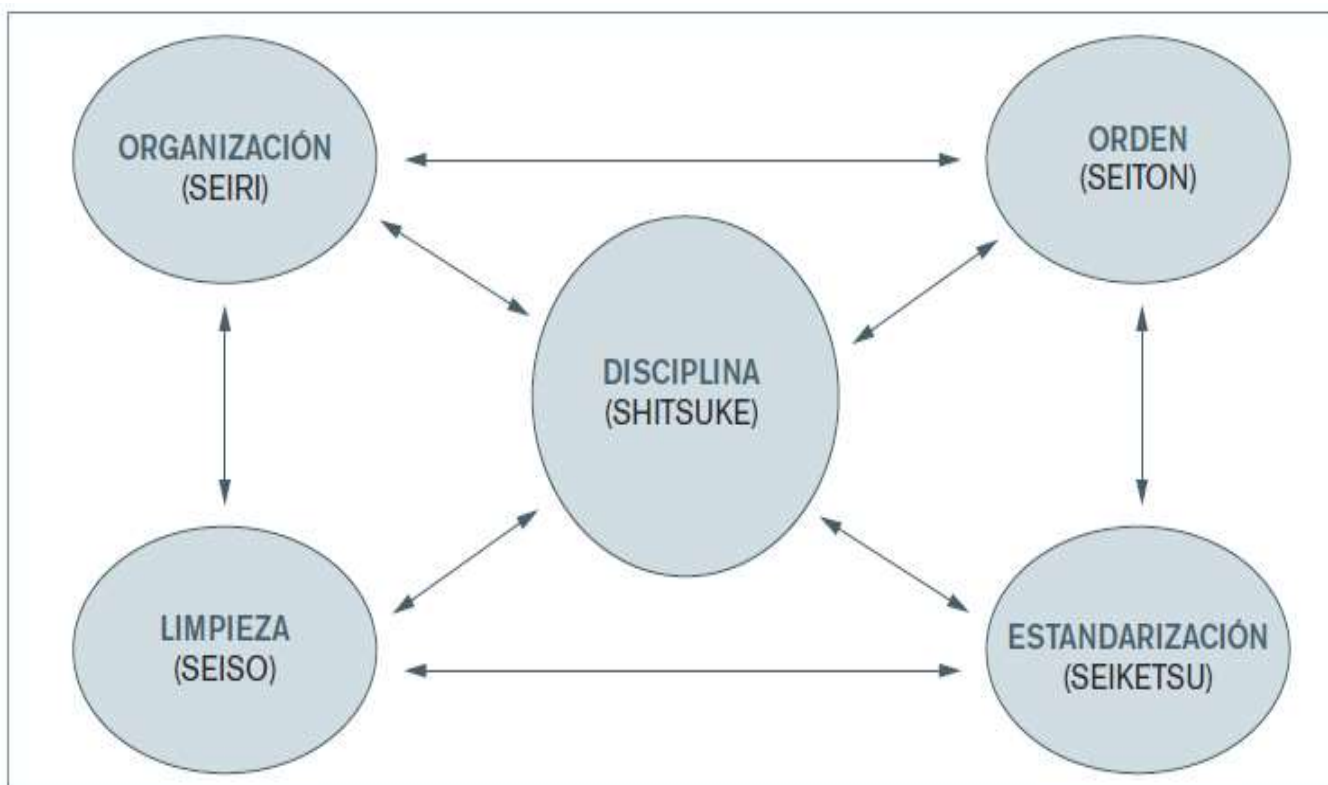 ORGANIZACIÓN
(SEIRI)
ORDEN
(SEITON)
DISCIPLINA
(SHITSUKE)
LIMPIEZA
(SEISO)
ESTANDARIZACIÓN
(SEIKETSU)